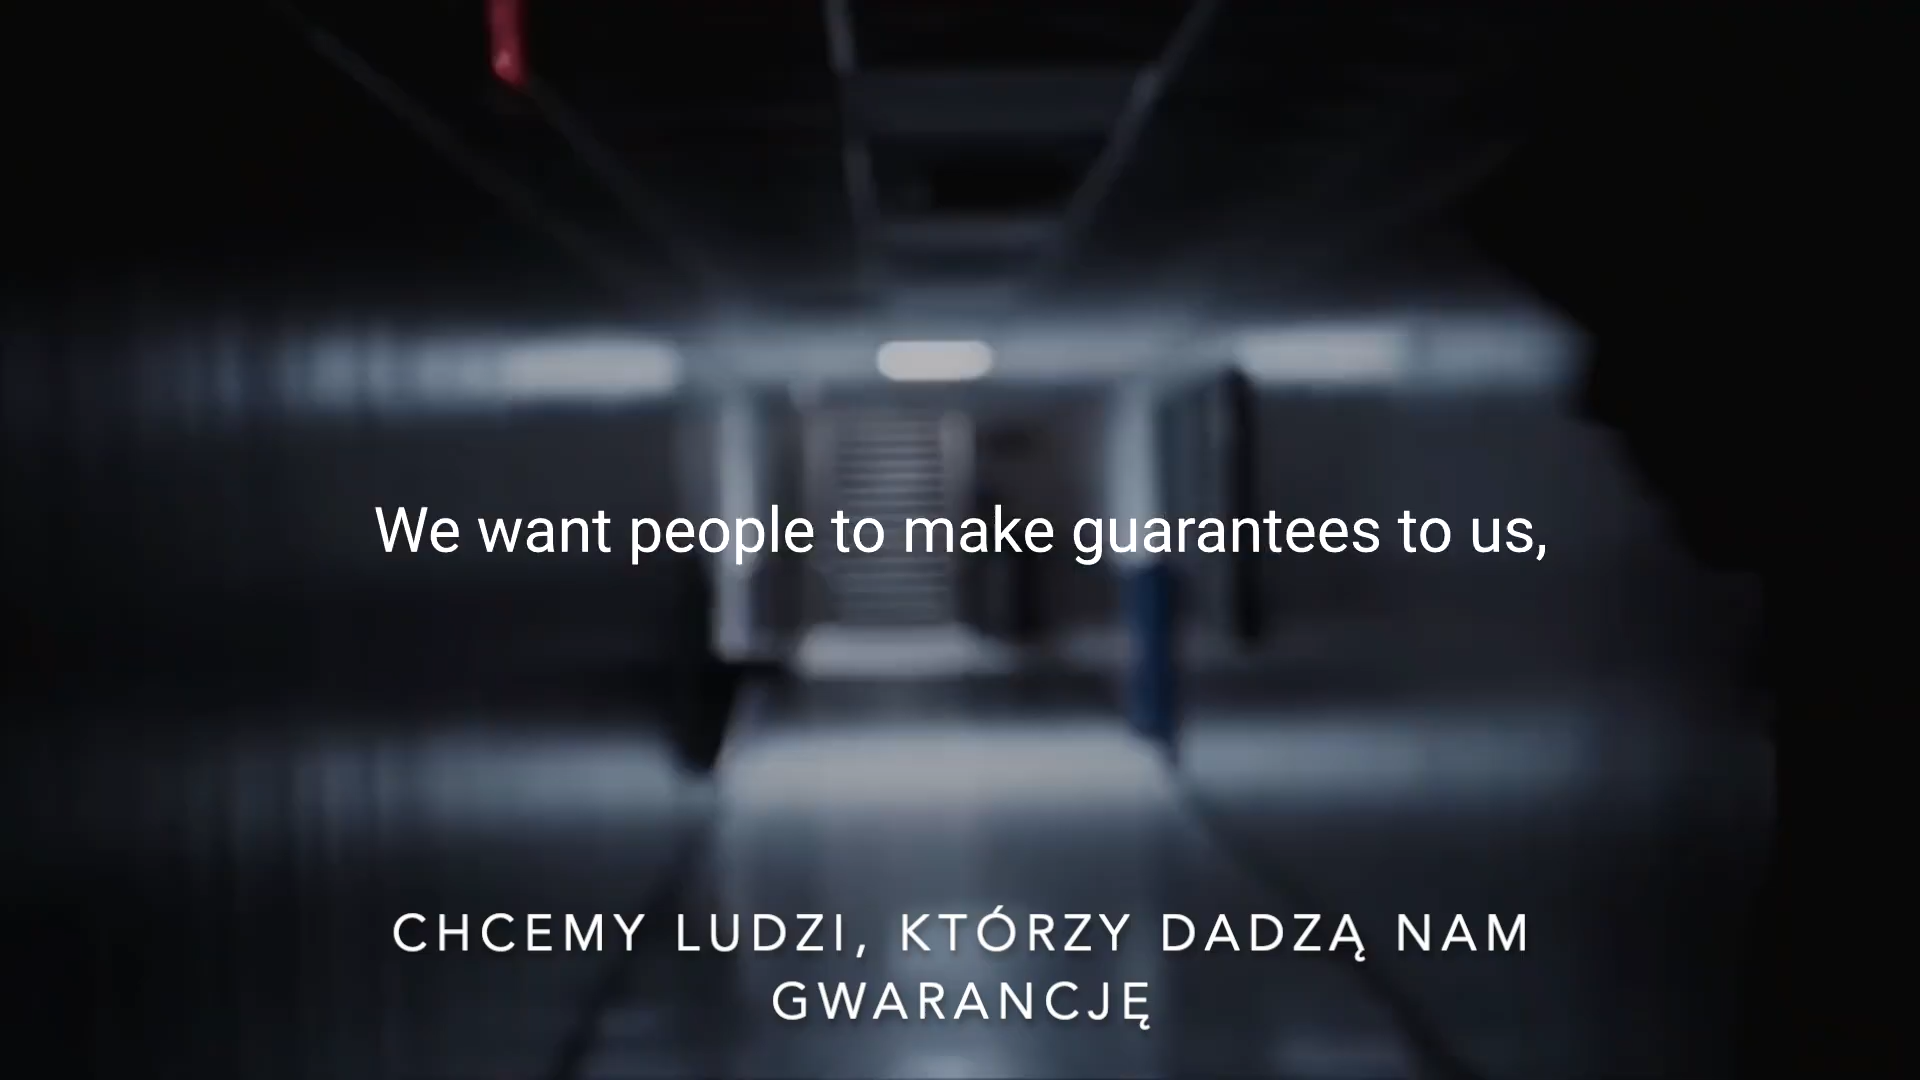 We want people to make guarantees to us,
CHCEMY LUDZI, KTÓRZY DADZĄ NAM
GWARANCJĘ